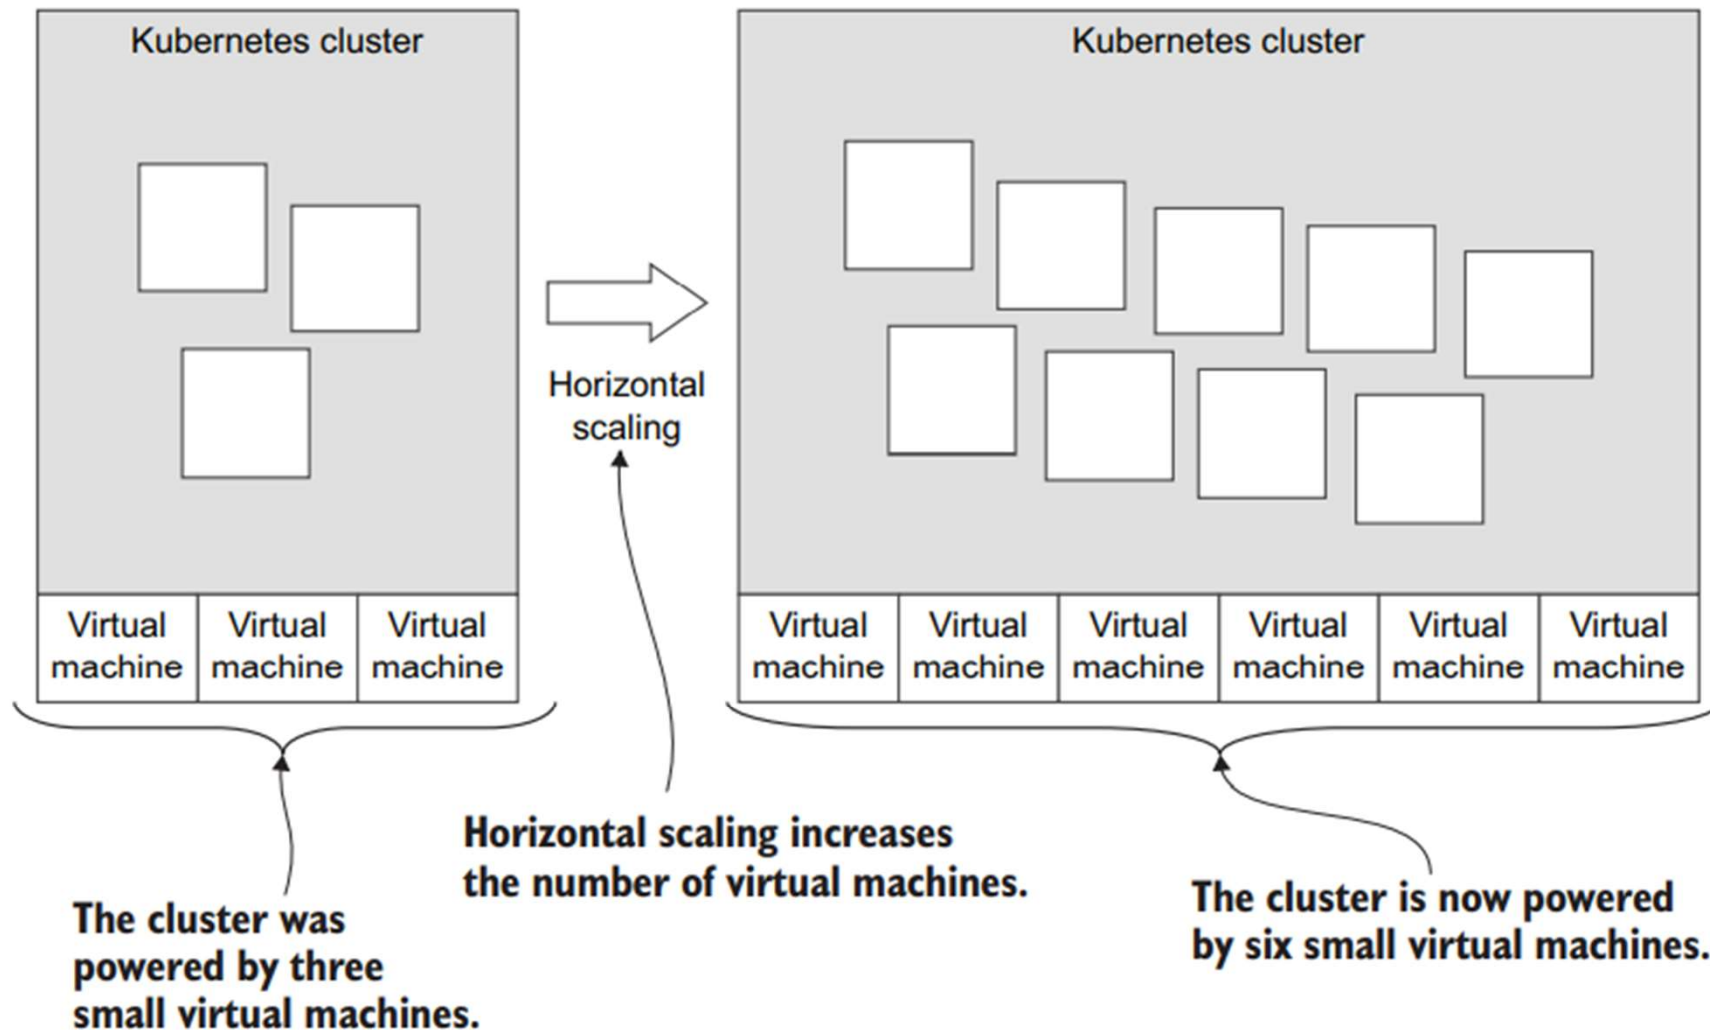 Kubernetes cluster
Virtual
machine
Virtual
machine
Virtual
machine
Horizontal
scaling
Kubernetes cluster
Virtual
machine
Virtual
machine
Virtual
machine
Virtual
machine
Virtual
machine
Virtual
machine
The cluster was
powered by three
small virtual machines.
Horizontal scaling increases
the number of virtual machines.
The cluster is now powered
by six small virtual machines.